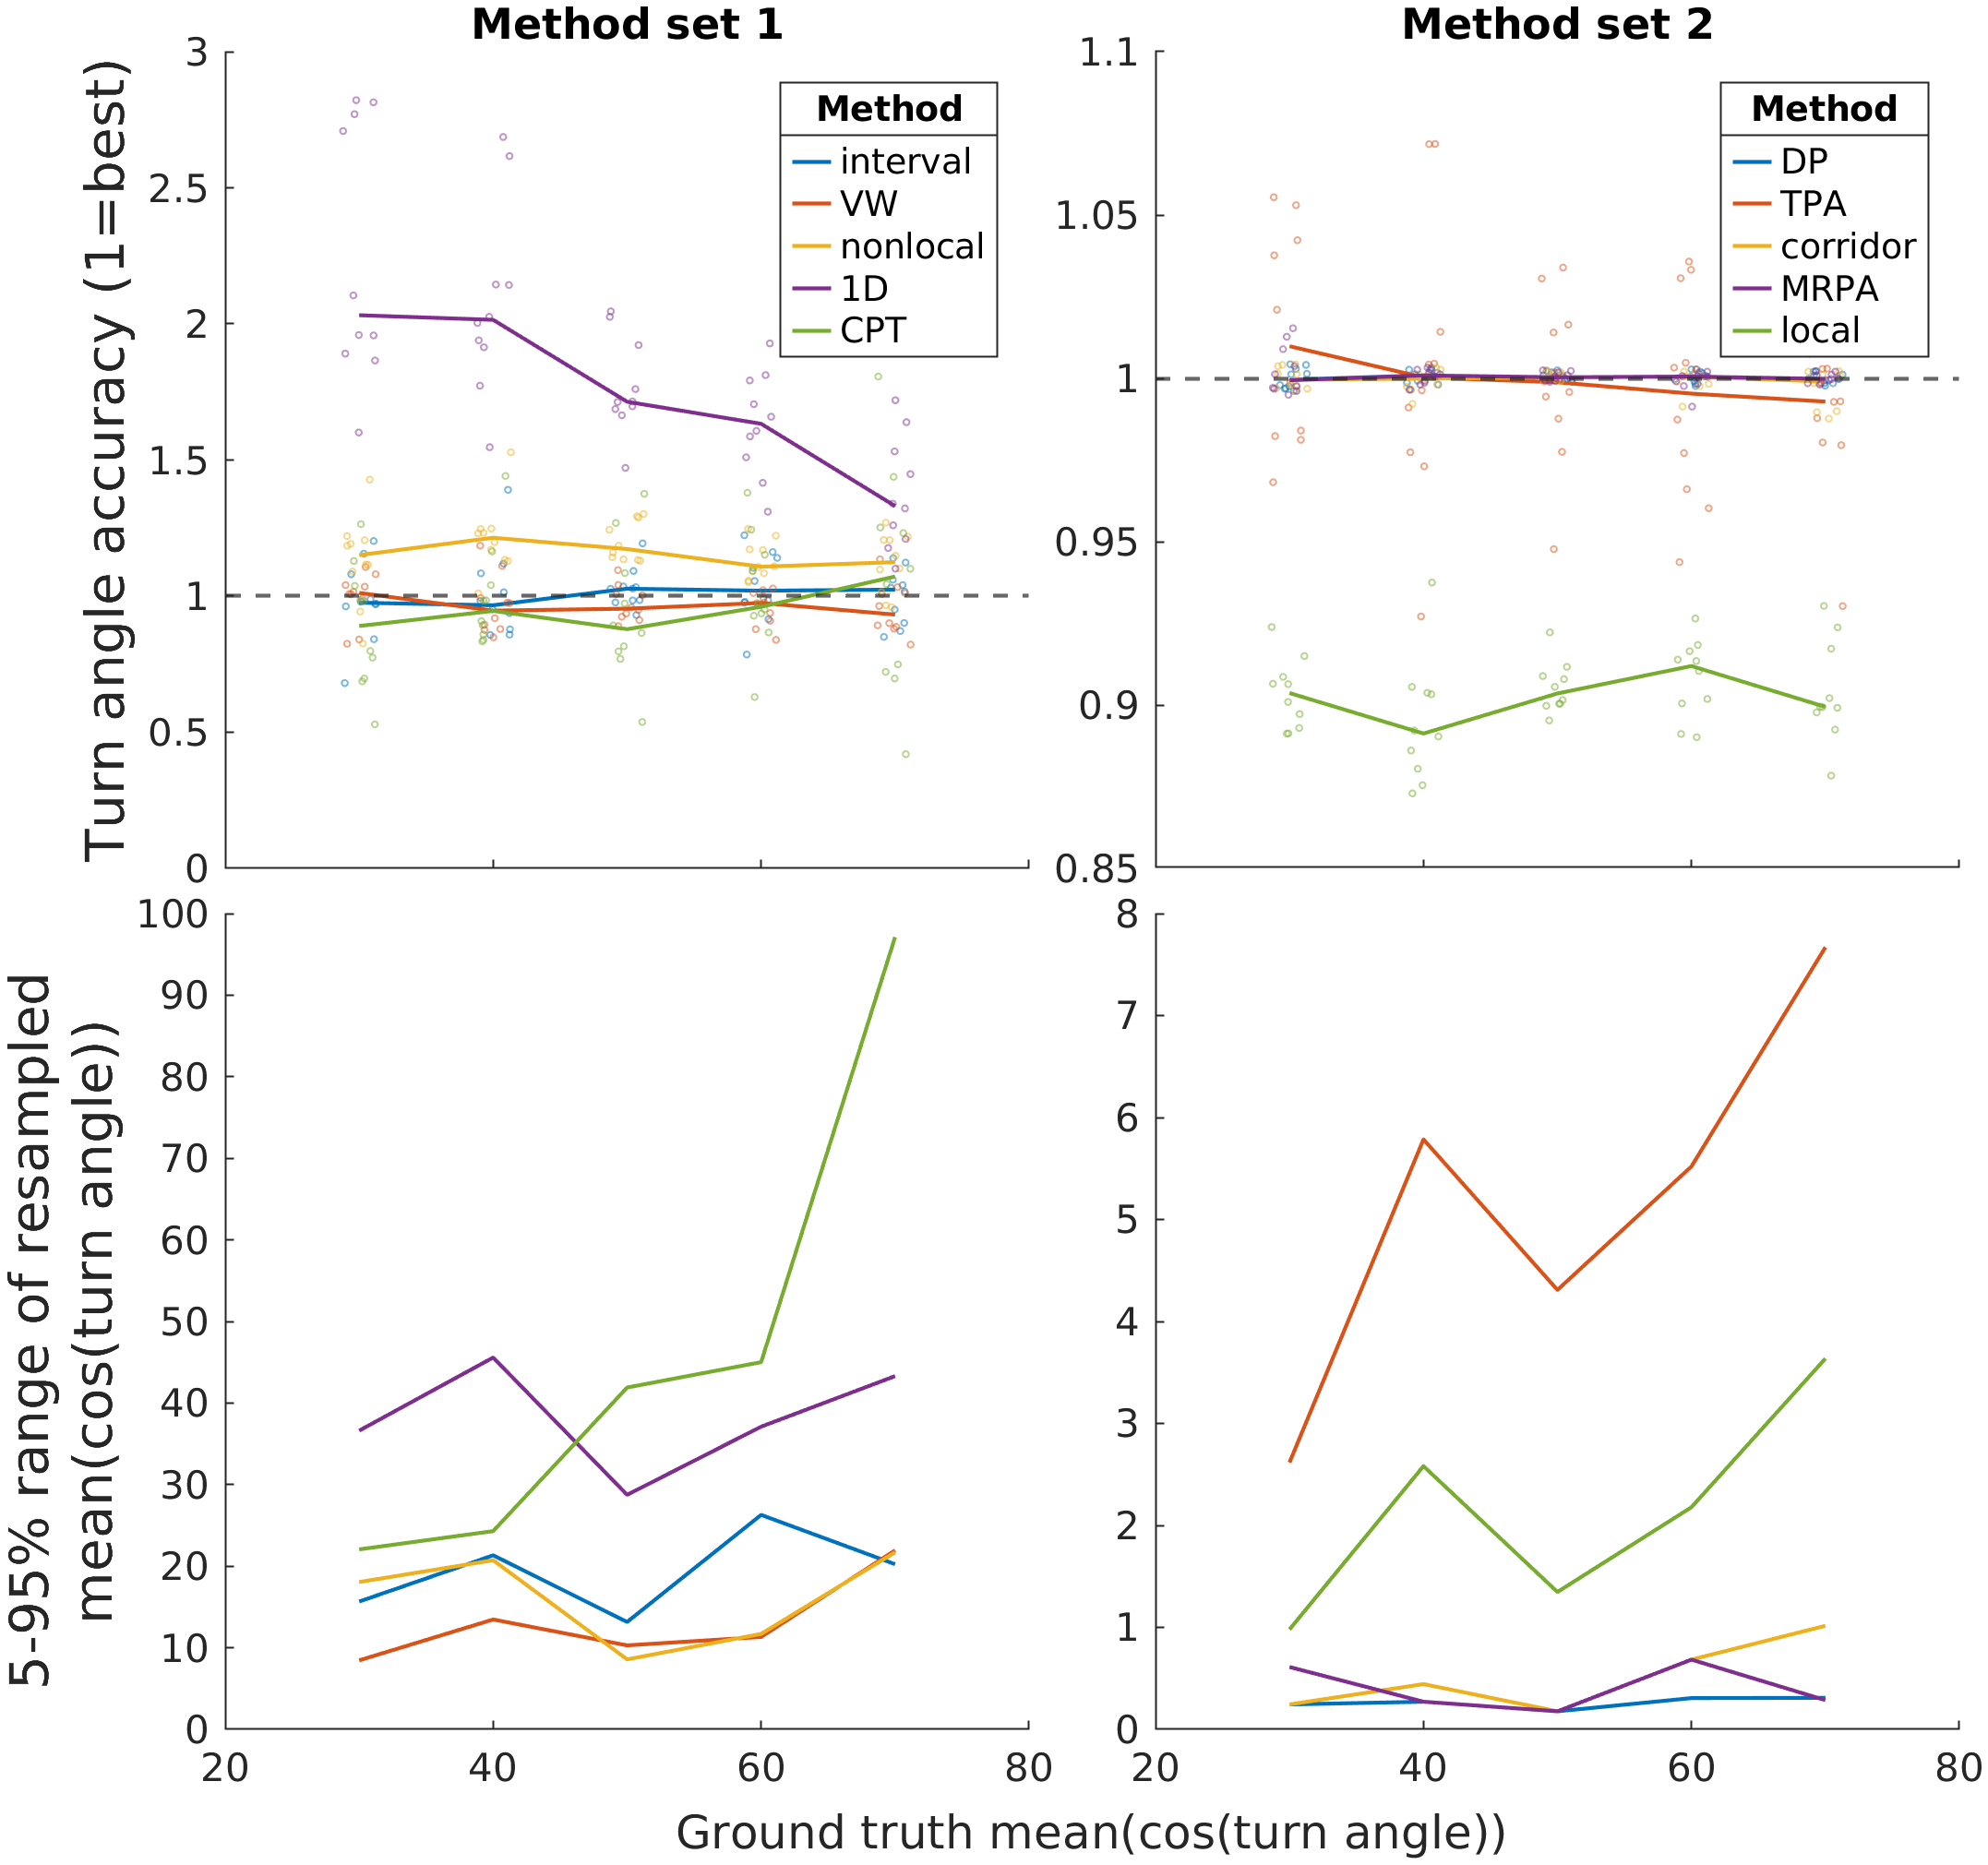 Method set 1
Method set 2
Turn angle accuracy (1=best)
3
2.5
2
1.5
1
0.5
0
Method
interval
VW
nonlocal
1D
CPT
1.1
1.05
1
0.95
0.9
0.85
Method
DP
TPA
corridor
MRPA
local
5-95% range of resampled
mean(cos(turn angle))
100
90
80
70
60
50
40
30
20
10
0
20
40
60
80
8
7
6
5
4
3
2
1
0
20
40
60
80
Ground truth mean(cos(turn angle))